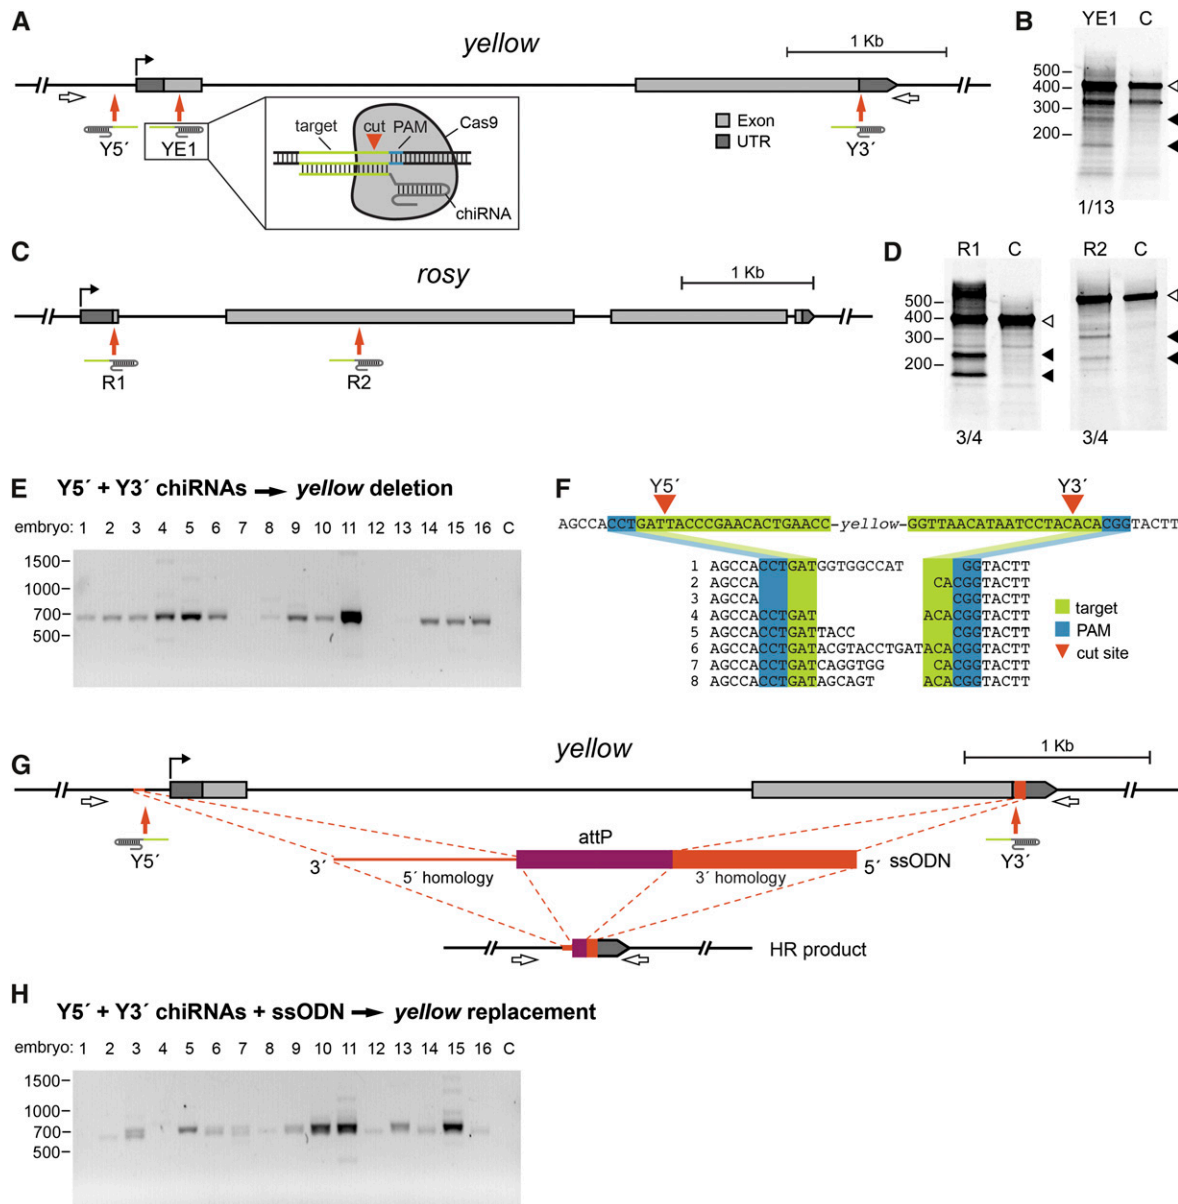 A
yellow
1 Kb
target
cut
PAM
Cas9
chiRNA
Y5´
YE1
Y3´
Exon
UTR
B
YE1 C
500
400
300
200
1/13
C
rosy
1 Kb
R1
R2
D
R1 C
500
400
300
200
3/4
R2 C
3/4
E
Y5´ + Y3´ chiRNAs → yellow deletion
embryo: 1 2 3 4 5 6 7 8 9 10 11 12 13 14 15 16 C
1500
1000
700
500
F
Y5´ Y3´
AGCCACCTGATTACCCGAACACTGAACC-yellow-GGTTAACATAATCCTACACACGGTACTT
1 AGCCACCTGATGGTGGCCAT GGTACTT
2 AGCCA CACGGTACTT
3 AGCCA CGGTACTT
4 AGCCACCTGAT ACACGGTACTT
5 AGCCACCTGATTACC CGGTACTT
6 AGCCACCTGATACGTACCTGATACACGGTACTT
7 AGCCACCTGATCAGGTGG CACGGTACTT
8 AGCCACCTGATAGCAGT ACACGGTACTT
target
PAM
cut site
G
yellow
1 Kb
Y5´
Y3´
attP
3´
5´ homology
3´ homology
5´
ssODN
HR product
H
Y5´ + Y3´ chiRNAs + ssODN → yellow replacement
embryo: 1 2 3 4 5 6 7 8 9 10 11 12 13 14 15 16 C
1500
1000
700
500